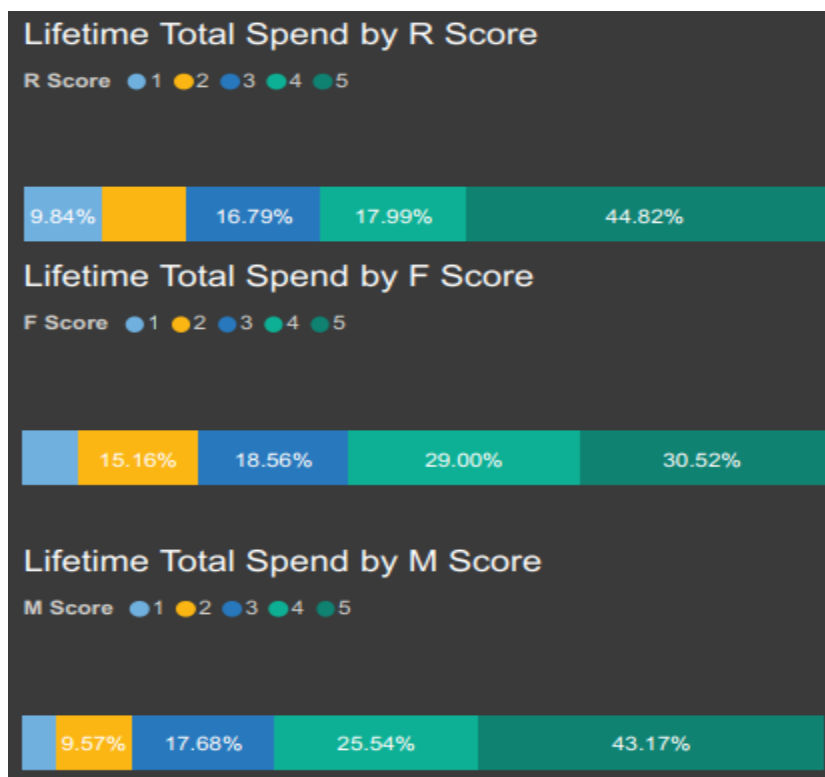 Lifetime Total Spend by R Score
R Score 1 2 3 4 5
9.84% 16.79% 17.99% 44.82%
Lifetime Total Spend by F Score
F Score 1 2 3 4 5
15.16% 18.56% 29.00% 30.52%
Lifetime Total Spend by M Score
M Score 1 2 3 4 5
9.57% 17.68% 25.54% 43.17%